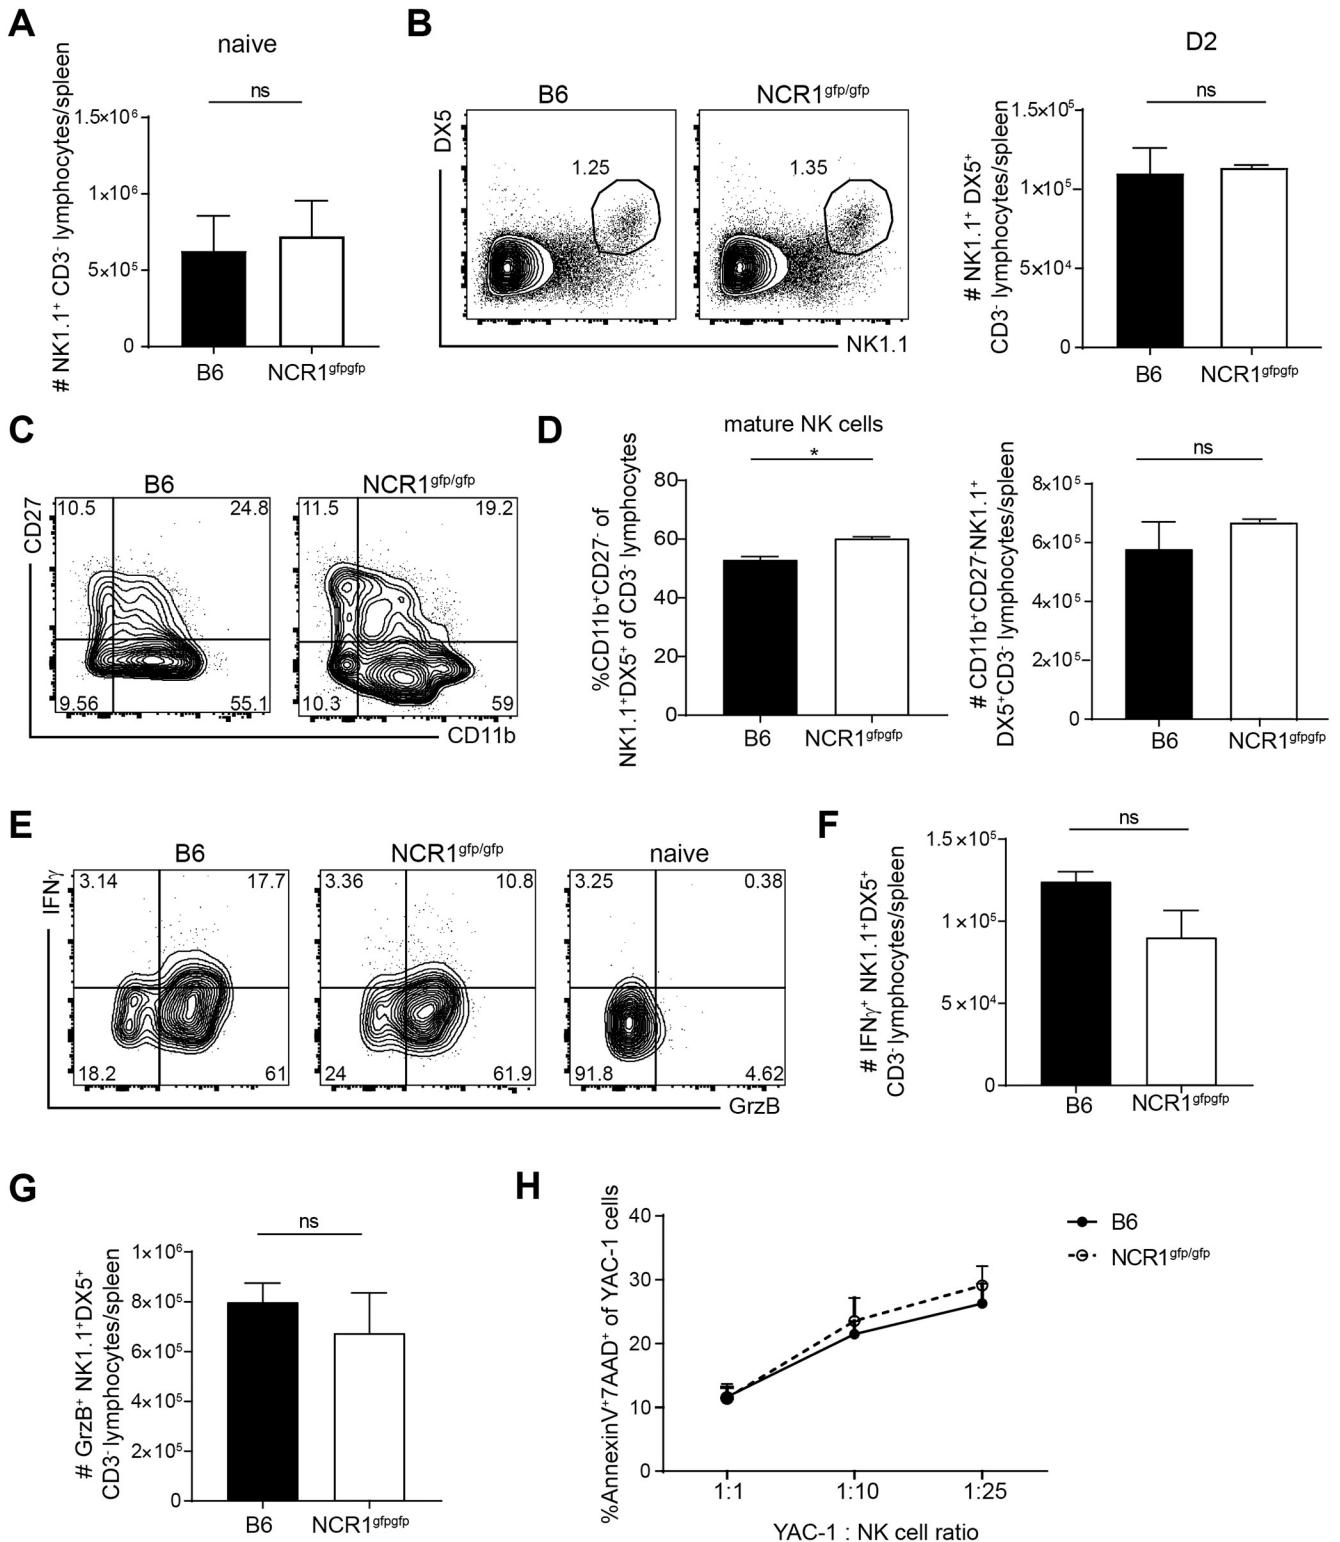 A
naive
# NK1.1⁺ CD3⁻ lymphocytes/spleen
ns
1.5×10⁶
1×10⁶
5×10⁵
0
B6
NCR1gfpgfp
B
B6
NCR1gfp/gfp
DX5
1.25
1.35
NK1.1
D2
# NK1.1⁺ DX5⁺
CD3⁻ lymphocytes/spleen
ns
1.5×10⁵
1×10⁵
5×10⁴
0
B6
NCR1gfpgfp
C
B6
NCR1gfp/gfp
CD27
10.5
24.8
9.56
55.1
11.5
19.2
10.3
59
CD11b
D
mature NK cells
%CD11b⁺CD27⁻ of
NK1.1⁺DX5⁺ of CD3⁻ lymphocytes
*
80
60
40
20
0
B6
NCR1gfpgfp
# CD11b⁺CD27⁻NK1.1⁺
DX5⁺CD3⁻ lymphocytes/spleen
ns
8×10⁵
6×10⁵
4×10⁵
2×10⁵
0
B6
NCR1gfpgfp
E
B6
NCR1gfp/gfp
naive
IFNγ
3.14
17.7
18.2
61
3.36
10.8
24
61.9
3.25
0.38
91.8
4.62
GrzB
F
# IFNγ⁺ NK1.1⁺DX5⁺
CD3⁻ lymphocytes/spleen
ns
1.5×10⁵
1×10⁵
5×10⁴
0
B6
NCR1gfpgfp
G
# GrzB⁺ NK1.1⁺DX5⁺
CD3⁻ lymphocytes/spleen
ns
1×10⁶
8×10⁵
6×10⁵
4×10⁵
2×10⁵
0
B6
NCR1gfpgfp
H
%AnnexinV⁺7AAD⁺ of YAC-1 cells
40
30
20
10
0
1:1
1:10
1:25
YAC-1 : NK cell ratio
B6
NCR1gfp/gfp